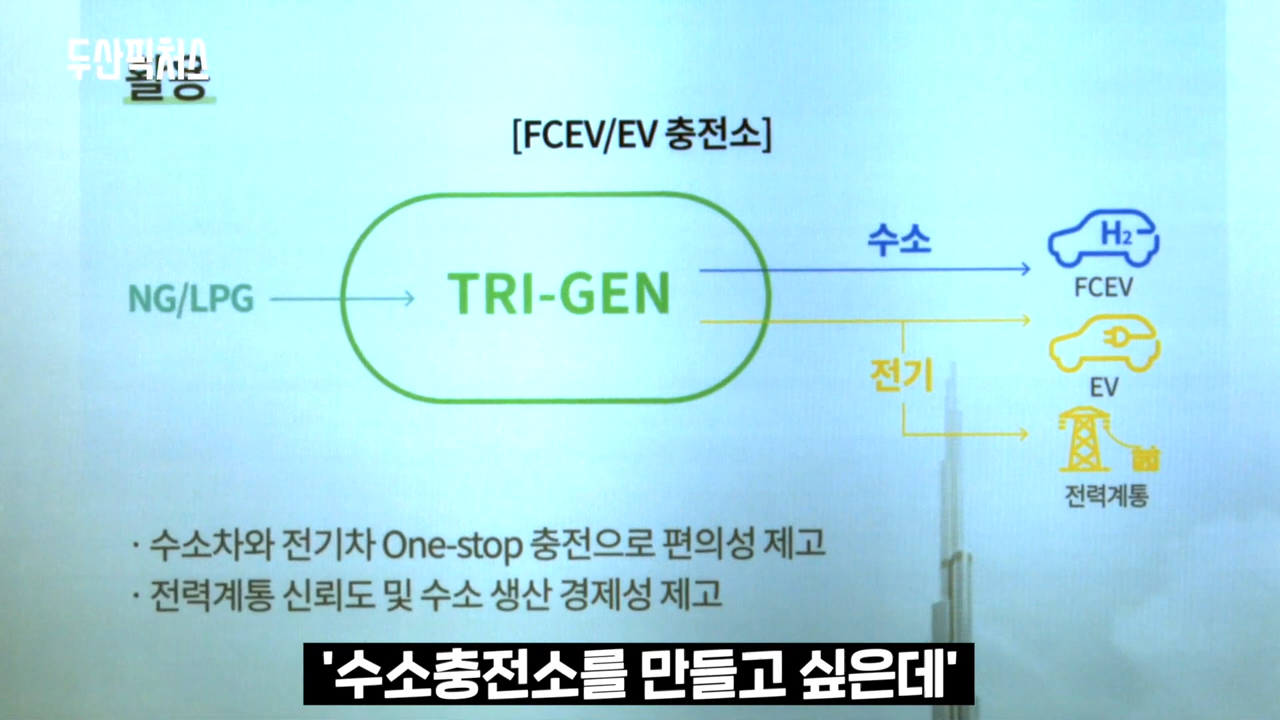 두산픽처스
활용
[FCEV/EV 충전소]
NG/LPG
TRI-GEN
수소
H2
FCEV
전기
EV
전력계통
· 수소차와 전기차 One-stop 충전으로 편의성 제고
· 전력계통 신뢰도 및 수소 생산 경제성 제고
'수소충전소를 만들고 싶은데'